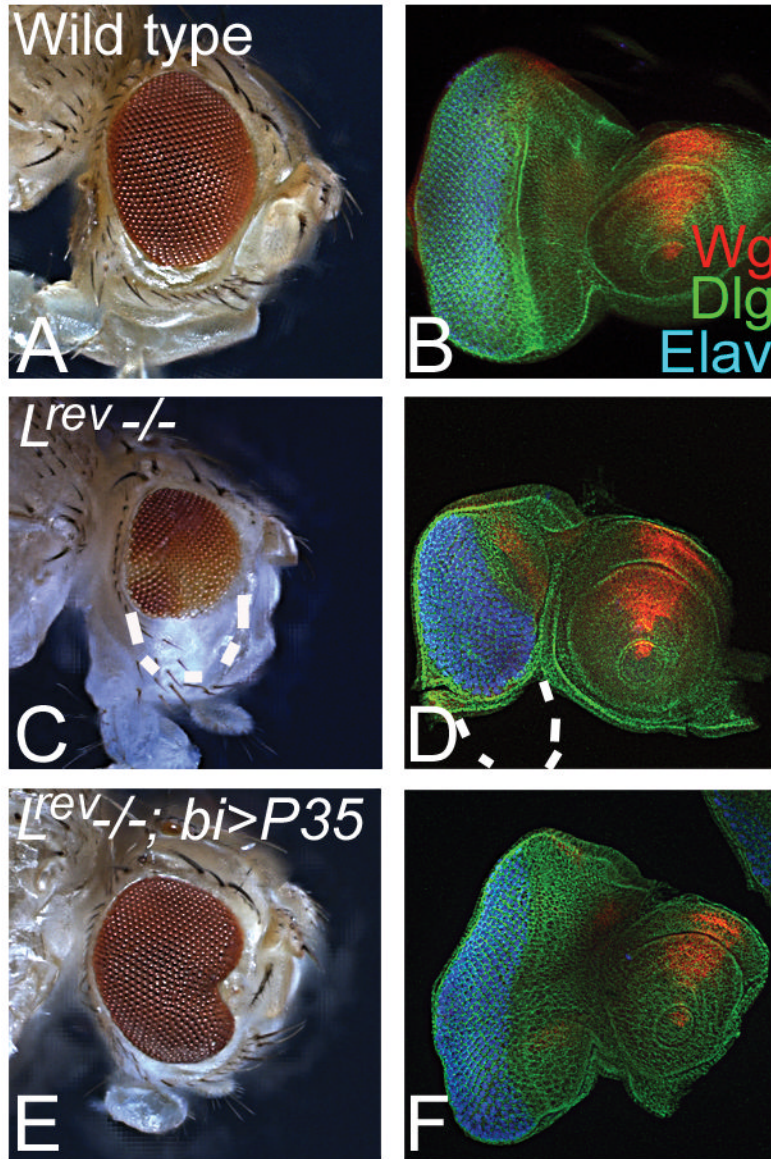 Wild type
A
Wg
Dlg
Elav
B
L^rev -/-
C
D
L^rev-/-; bi>P35
E
F